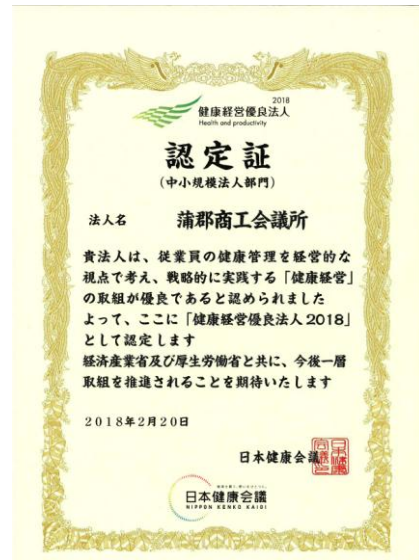 2018
健康経営優良法人
Health and productivity
認定証
(中小規模法人部門)
法人名 蒲郡商工会議所
貴法人は、従業員の健康管理を経営的な
視点で考え、戦略的に実践する「健康経営」
の取組が優良であると認められました
よって、ここに「健康経営優良法人2018」
として認定します
経済産業省及び厚生労働省と共に、今後一層
取組を推進されることを期待いたします
2018年2月20日
日本健康会議
日本健康会議
NIPPON KENKO KAIGI